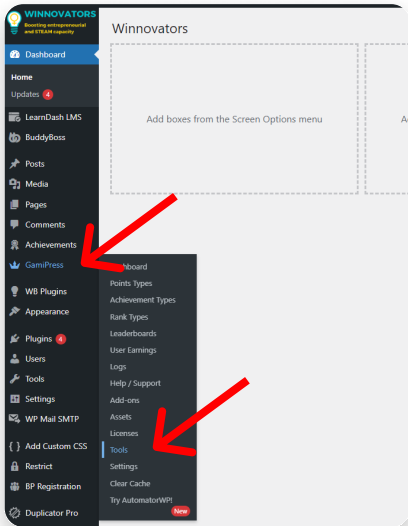 WINNOVATORS
Boosting entrepreneurial
and STEAM capacity
Winnovators
Dashboard
Home
Updates 4
LearnDash LMS
BuddyBoss
Posts
Media
Pages
Comments
Achievements
GamiPress
WB Plugins
Appearance
Plugins 4
Users
Tools
Settings
WP Mail SMTP
{ } Add Custom CSS
Restrict
BP Registration
Duplicator Pro
Add boxes from the Screen Options menu
Points Types
Achievement Types
Rank Types
Leaderboards
User Earnings
Logs
Help / Support
Add-ons
Assets
Licenses
Tools
Settings
Clear Cache
Try AutomatorWP!
New